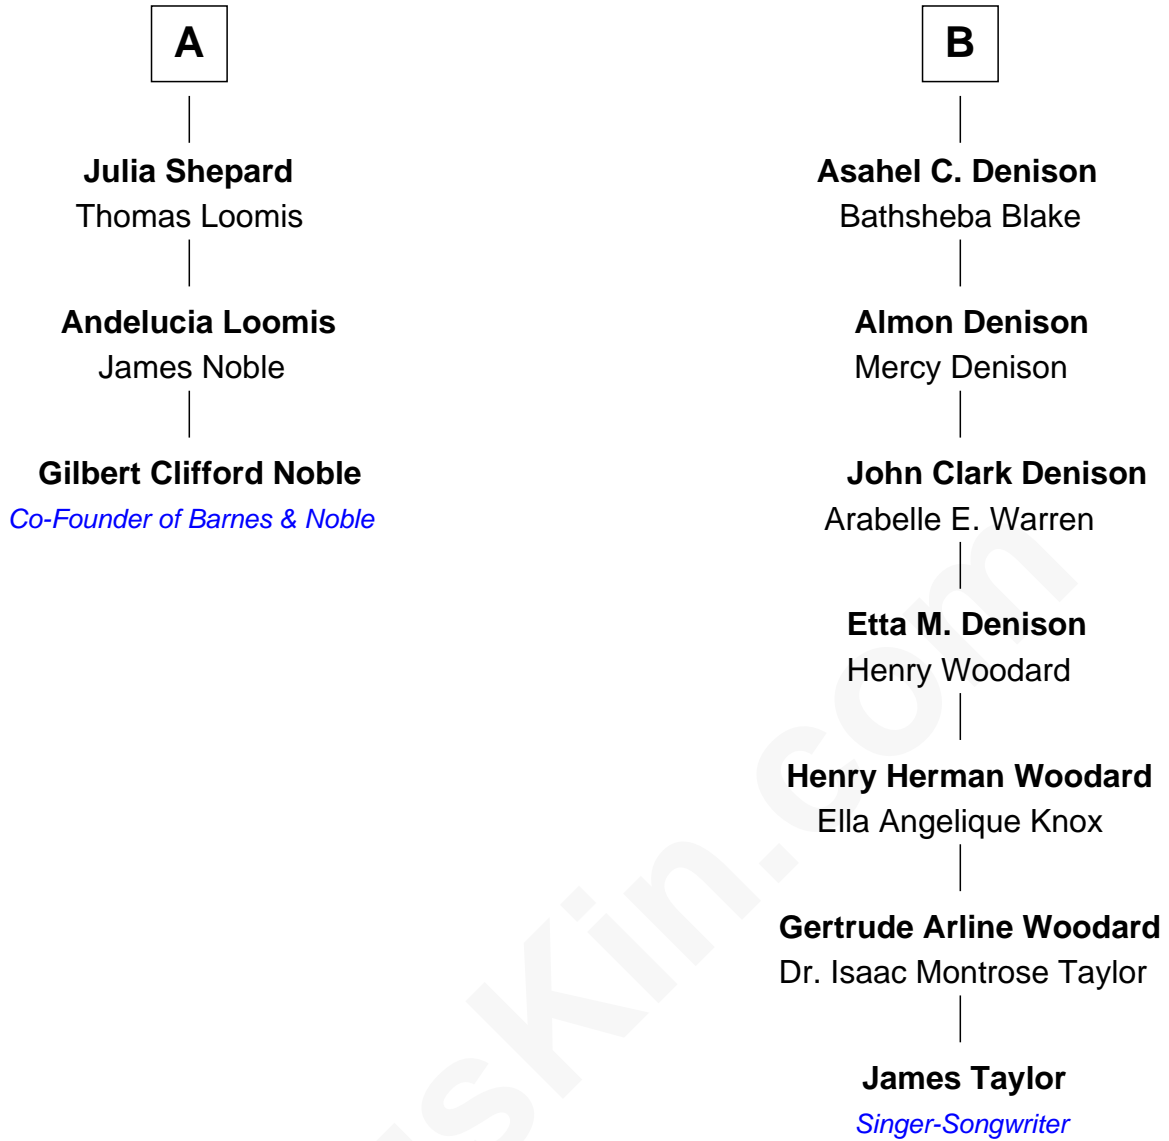 A
Julia Shepard
Thomas Loomis
Andelucia Loomis
James Noble
Gilbert Clifford Noble
Co-Founder of Barnes & Noble
B
Asahel C. Denison
Bathsheba Blake
Almon Denison
Mercy Denison
John Clark Denison
Arabelle E. Warren
Etta M. Denison
Henry Woodard
Henry Herman Woodard
Ella Angelique Knox
Gertrude Arline Woodard
Dr. Isaac Montrose Taylor
James Taylor
Singer-Songwriter